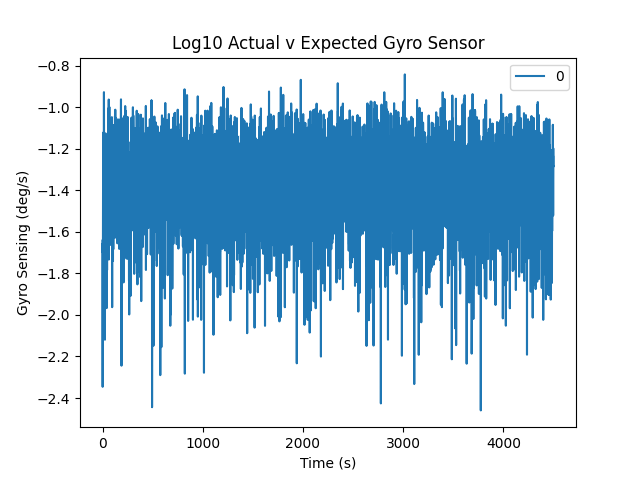 Log10 Actual v Expected Gyro Sensor
0
−0.8
−1.0
−1.2
−1.4
−1.6
−1.8
−2.0
−2.2
−2.4
Gyro Sensing (deg/s)
0 1000 2000 3000 4000
Time (s)